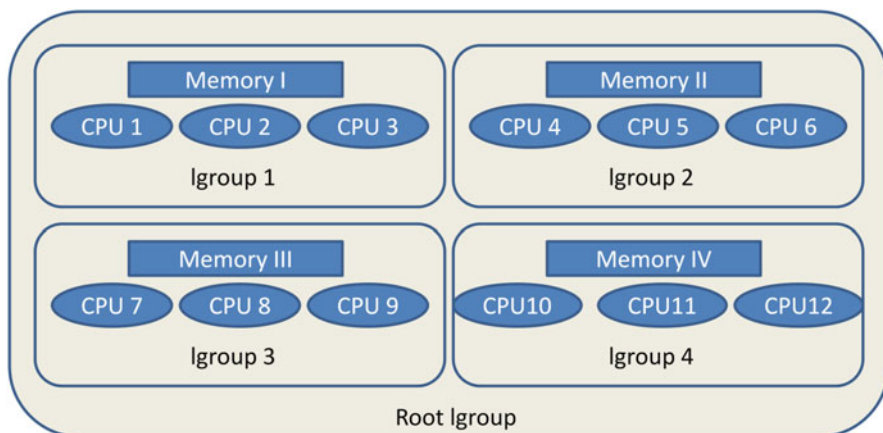 Memory I
Memory II
CPU 1 CPU 2 CPU 3
CPU 4 CPU 5 CPU 6
lgroup 1
lgroup 2
Memory III
Memory IV
CPU 7 CPU 8 CPU 9
CPU10 CPU11 CPU12
lgroup 3
lgroup 4
Root lgroup